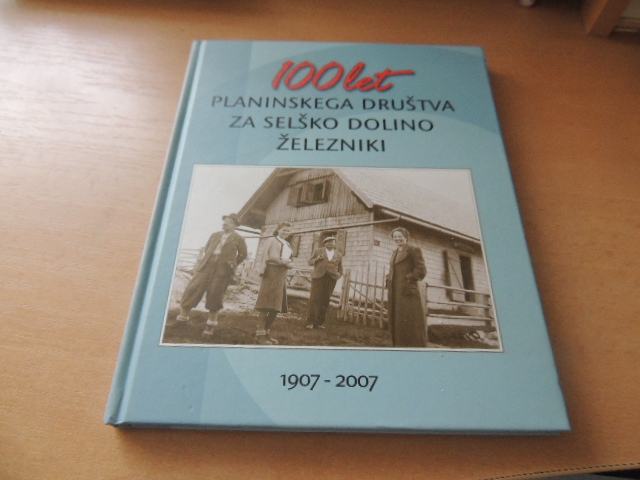 100 let
PLANINSKEGA DRUŠTVA
ZA SELŠKO DOLINO
ŽELEZNIKI
1907 - 2007